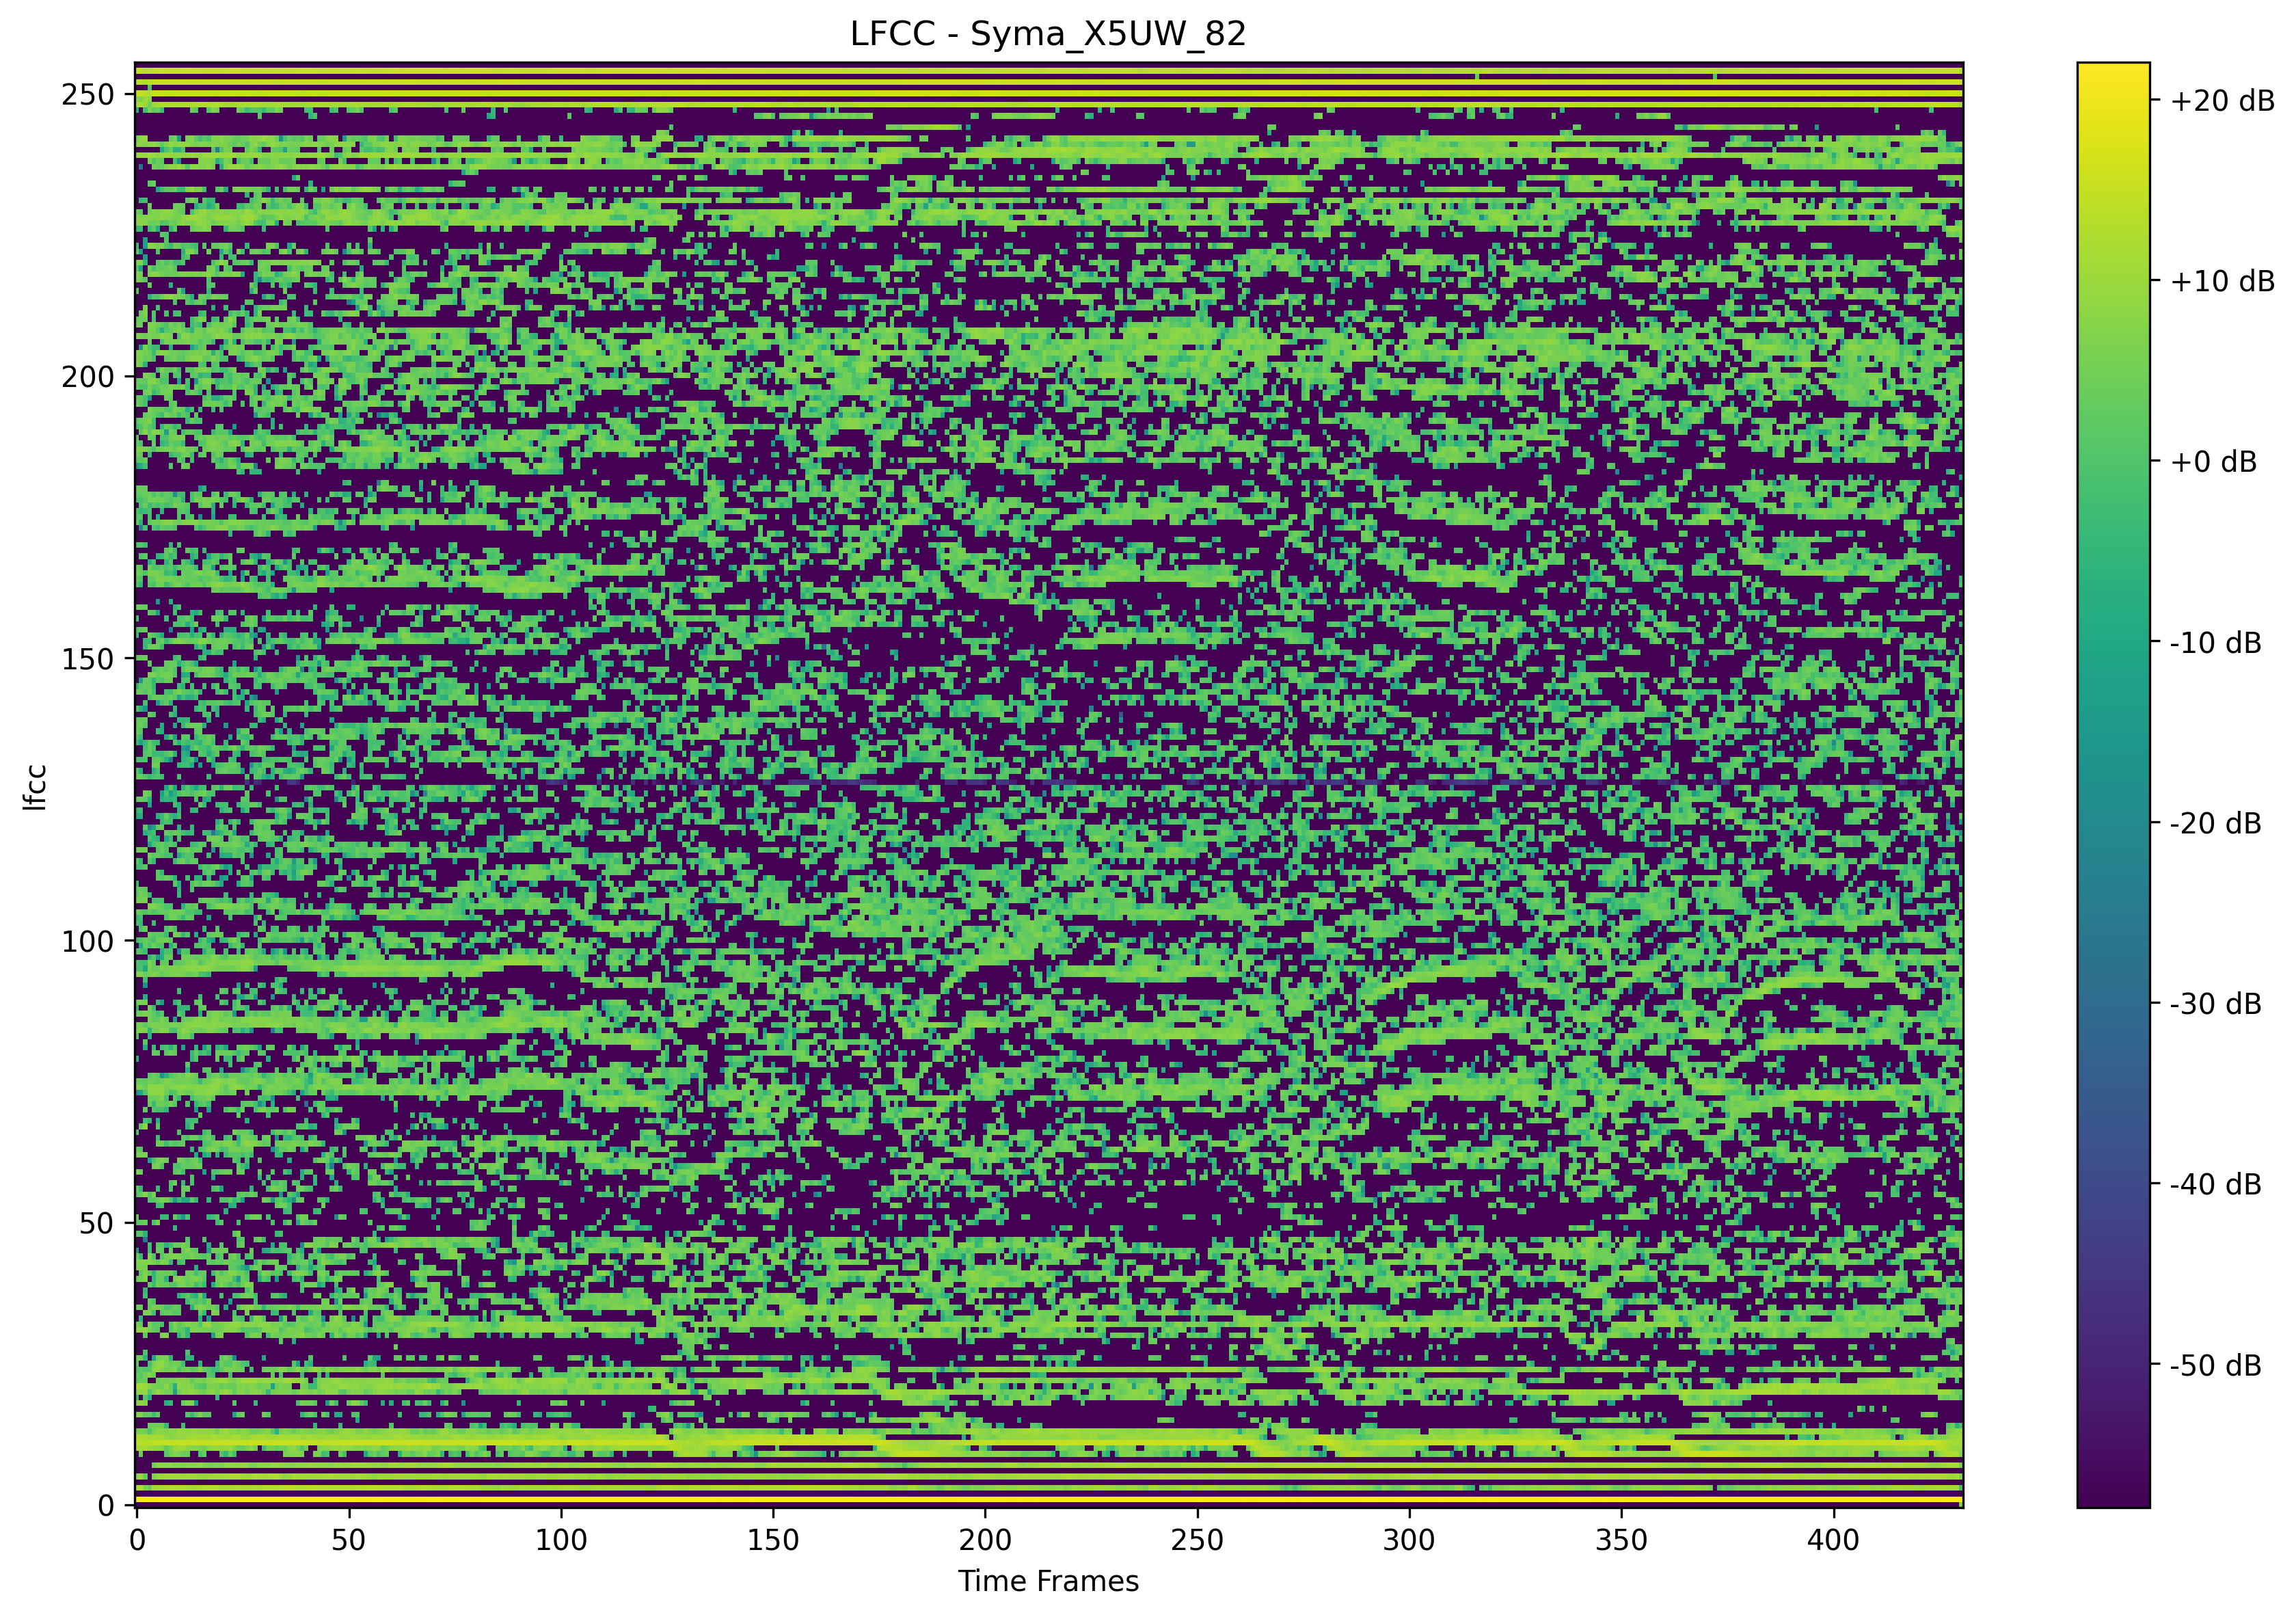 LFCC - Syma_X5UW_82
250
200
150
100
50
0
lfcc
0 50 100 150 200 250 300 350 400
Time Frames
+20 dB
+10 dB
+0 dB
-10 dB
-20 dB
-30 dB
-40 dB
-50 dB